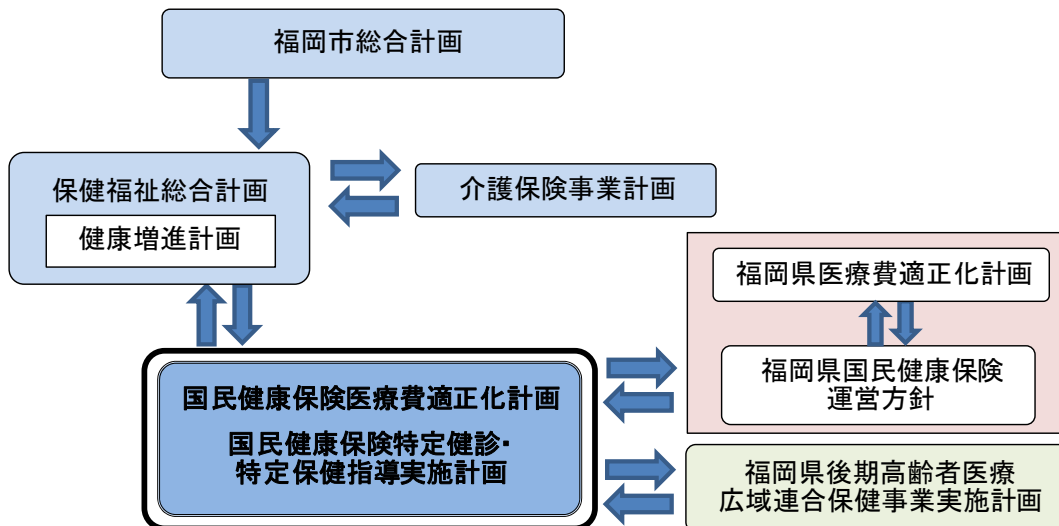 福岡市総合計画
保健福祉総合計画
健康増進計画
介護保険事業計画
福岡県医療費適正化計画
福岡県国民健康保険
運営方針
国民健康保険医療費適正化計画
国民健康保険特定健診・
特定保健指導実施計画
福岡県後期高齢者医療
広域連合保健事業実施計画